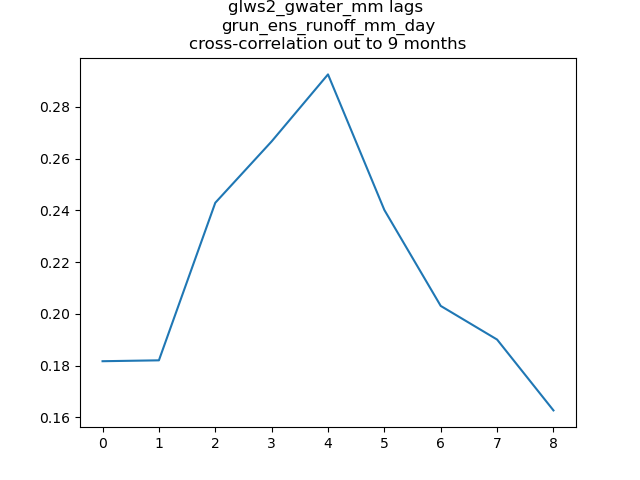 glws2_gwater_mm lags
grun_ens_runoff_mm_day
cross-correlation out to 9 months
0.28
0.26
0.24
0.22
0.20
0.18
0.16
0 1 2 3 4 5 6 7 8